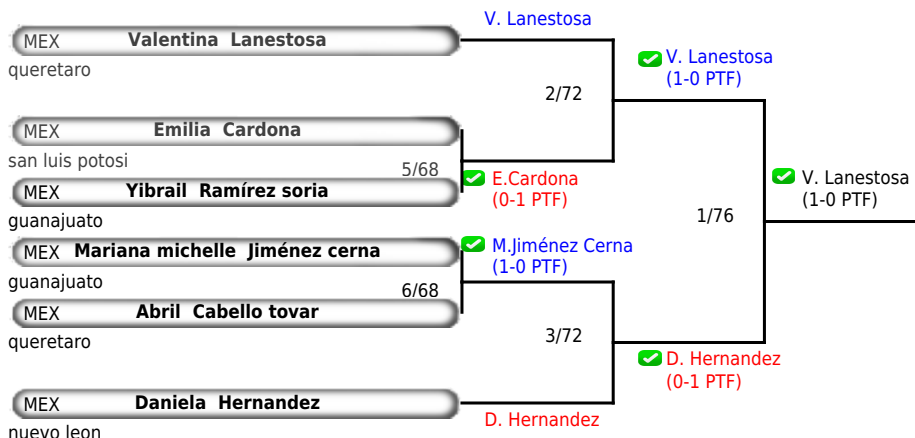 V. Lanestosa
MEX Valentina Lanestosa
queretaro
V. Lanestosa
(1-0 PTF)
2/72
MEX Emilia Cardona
san luis potosi
5/68
E.Cardona
(0-1 PTF)
MEX Yibrail Ramírez soria
guanajuato
V. Lanestosa
(1-0 PTF)
1/76
MEX Mariana michelle Jiménez cerna
guanajuato
M.Jiménez Cerna
(1-0 PTF)
6/68
MEX Abril Cabello tovar
queretaro
3/72
D. Hernandez
(0-1 PTF)
MEX Daniela Hernandez
nuevo leon
D. Hernandez